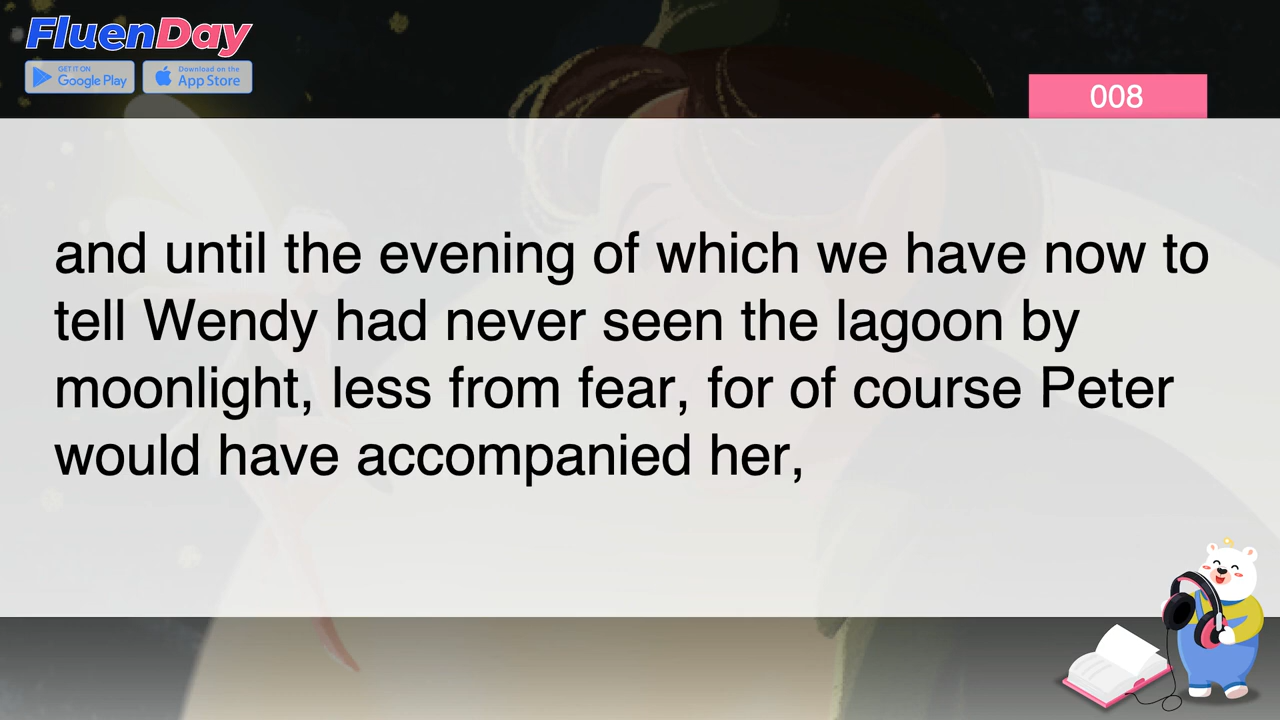 FluenDay
GET IT ON
Google Play
Download on the
App Store
008
and until the evening of which we have now to
tell Wendy had never seen the lagoon by
moonlight, less from fear, for of course Peter
would have accompanied her,